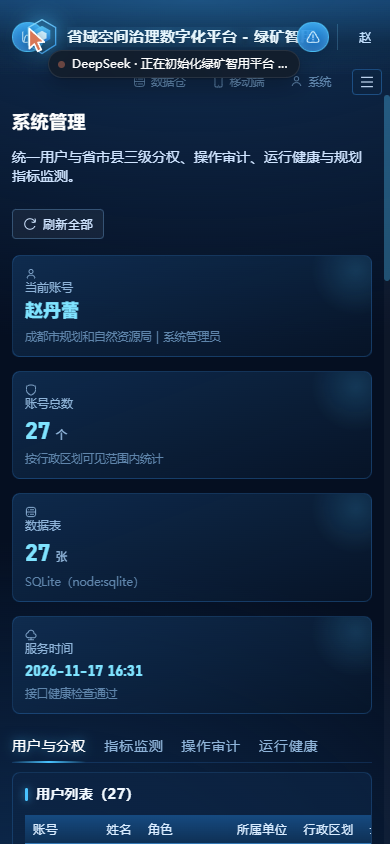 省域空间治理数字化平台 - 绿矿智
赵
DeepSeek · 正在初始化绿矿智用平台 ...
数据仓 移动端 系统
系统管理
统一用户与省市县三级分权、操作审计、运行健康与规划
指标监测。
刷新全部
当前账号
赵丹蕾
成都市规划和自然资源局 | 系统管理员
账号总数
27 个
按行政区划可见范围内统计
数据表
27 张
SQLite（node:sqlite）
服务时间
2026-11-17 16:31
接口健康检查通过
用户与分权 指标监测 操作审计 运行健康
用户列表（27）
账号 姓名 角色 所属单位 行政区划